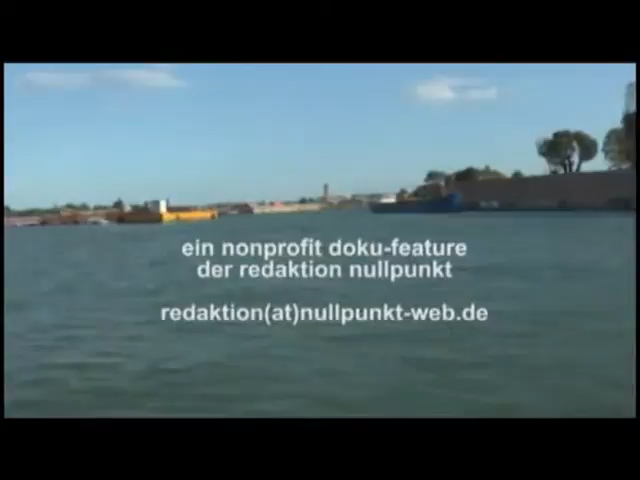 ein nonprofit doku-feature
der redaktion nullpunkt
redaktion(at)nullpunkt-web.de